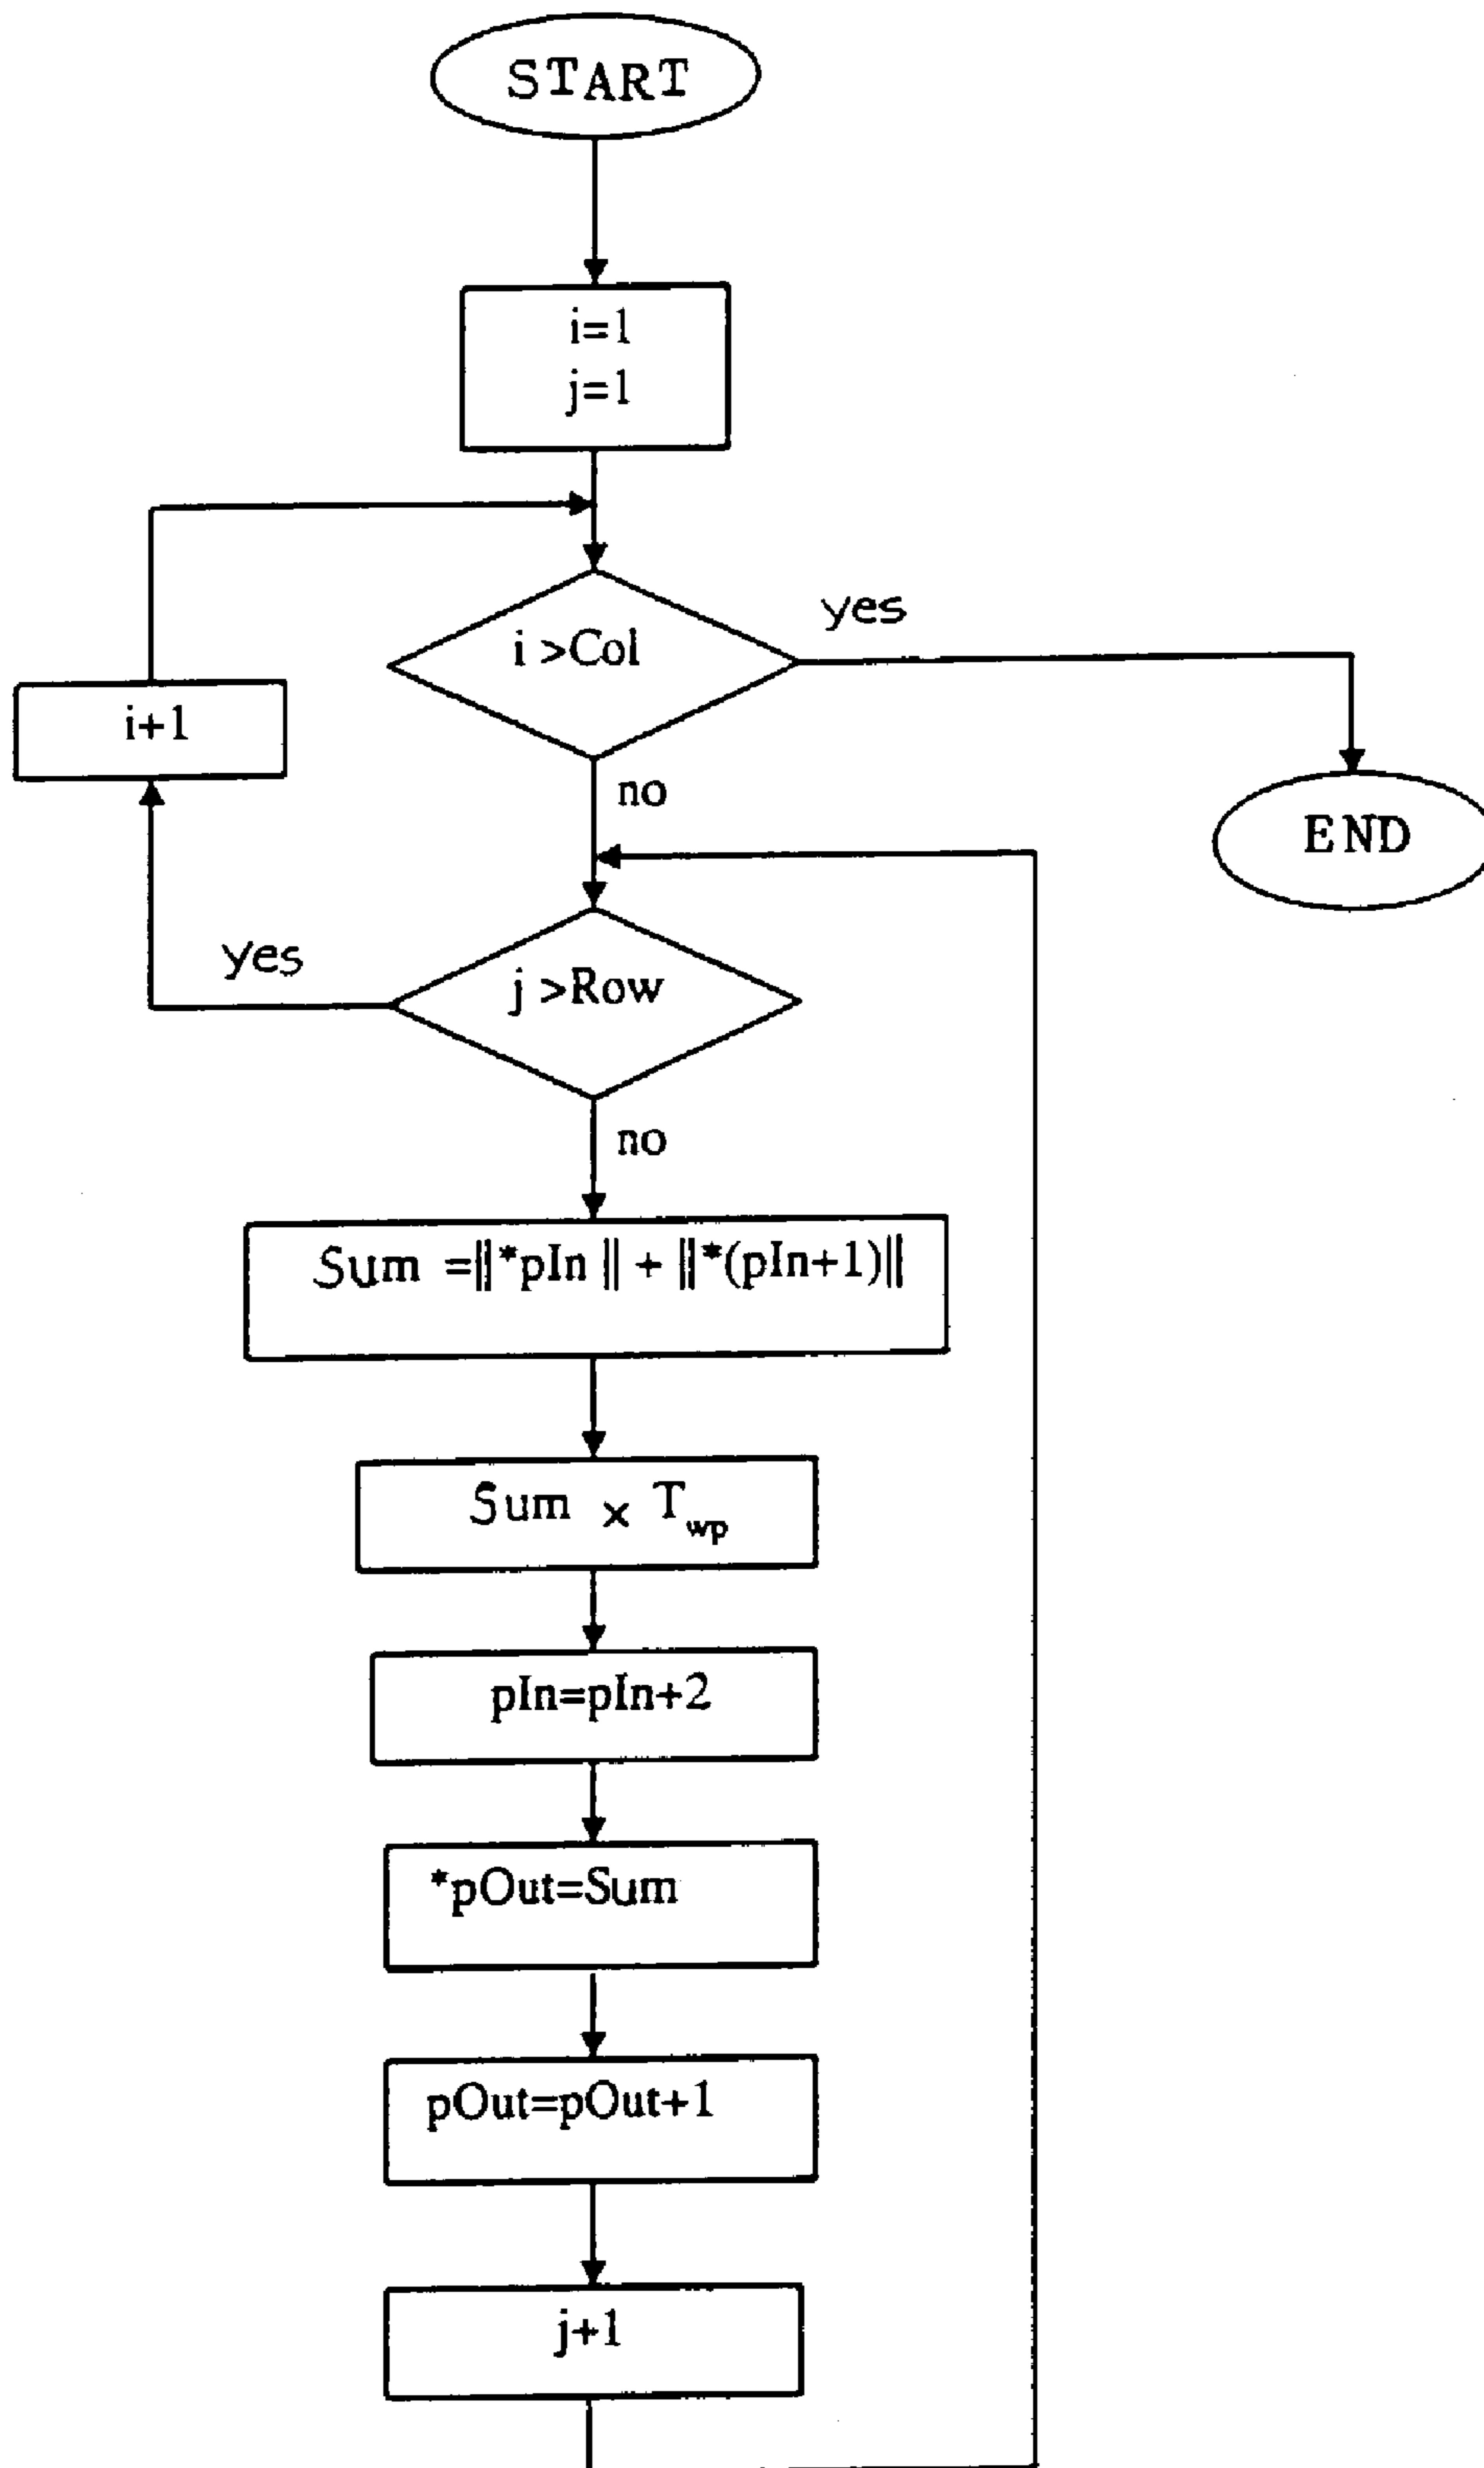 START
i=1
j=1
i >Col
yes
i+1
no
END
yes
j >Row
no
Sum =‖*pIn ‖ + ‖*(pIn+1)‖
Sum × Twp
pIn=pIn+2
*pOut=Sum
pOut=pOut+1
j+1